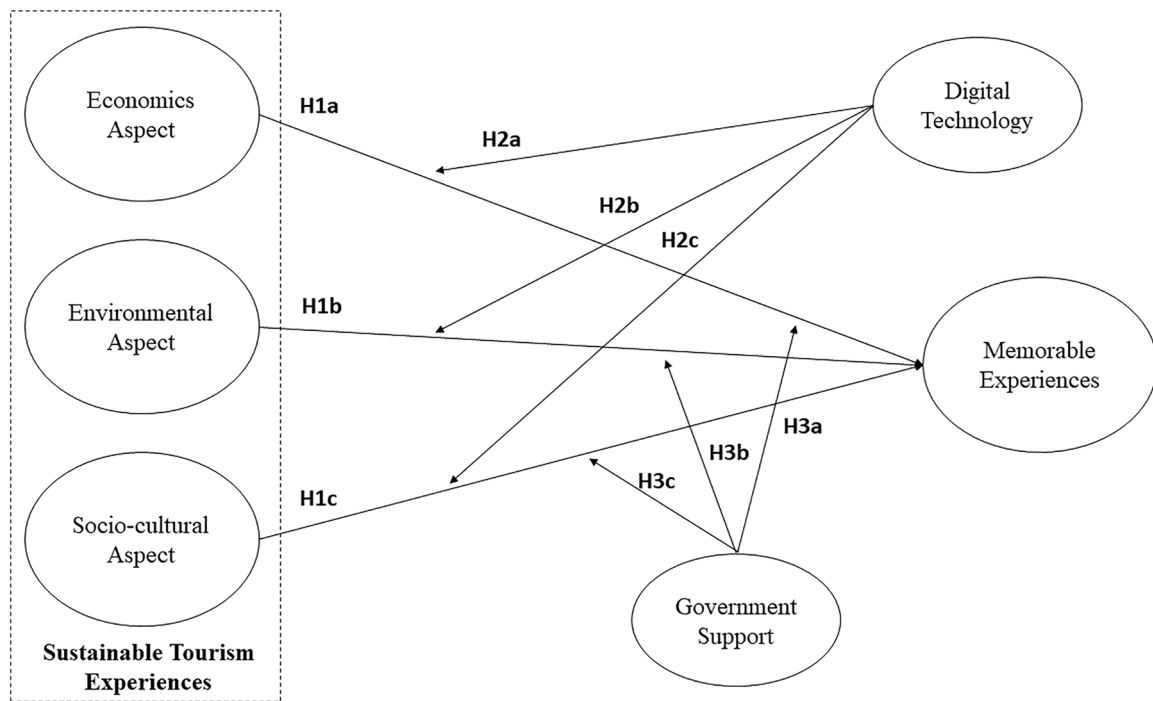 Economics
Aspect
H1a
H2a
Digital
Technology
H2b
H2c
Environmental
Aspect
H1b
Memorable
Experiences
H3a
H3b
H3c
Socio-cultural
Aspect
H1c
Government
Support
Sustainable Tourism
Experiences